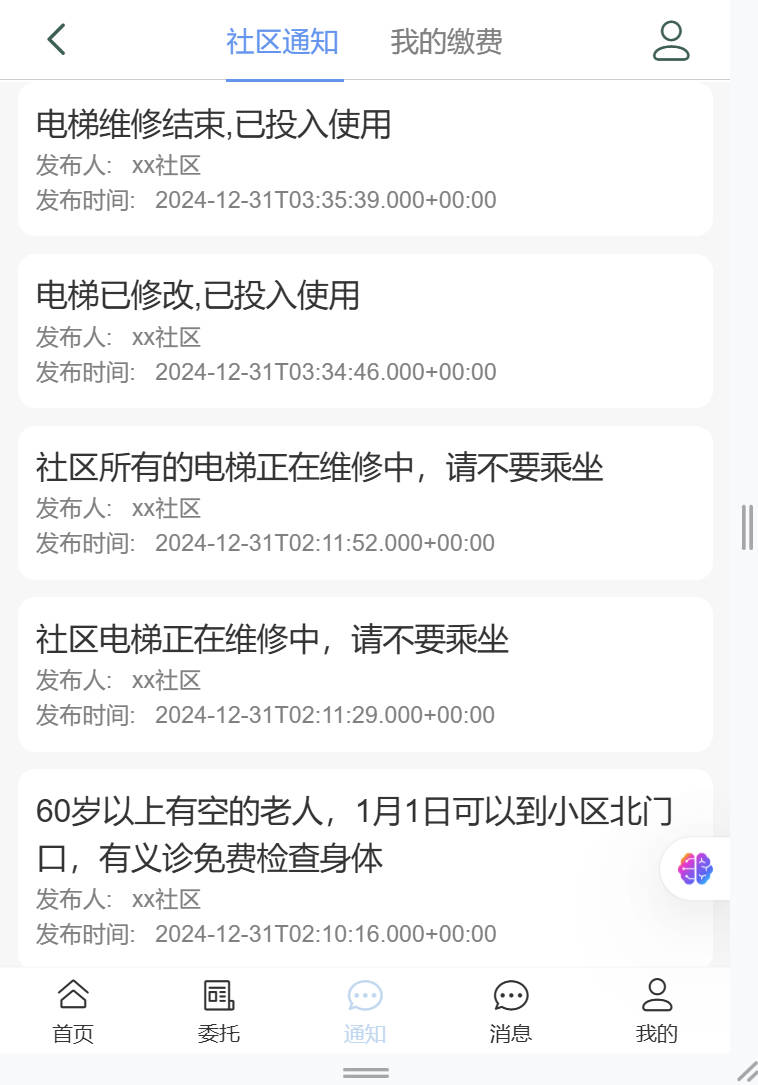 社区通知 我的缴费
电梯维修结束,已投入使用
发布人: xx社区
发布时间: 2024-12-31T03:35:39.000+00:00
电梯已修改,已投入使用
发布人: xx社区
发布时间: 2024-12-31T03:34:46.000+00:00
社区所有的电梯正在维修中，请不要乘坐
发布人: xx社区
发布时间: 2024-12-31T02:11:52.000+00:00
社区电梯正在维修中，请不要乘坐
发布人: xx社区
发布时间: 2024-12-31T02:11:29.000+00:00
60岁以上有空的老人，1月1日可以到小区北门
口，有义诊免费检查身体
发布人: xx社区
发布时间: 2024-12-31T02:10:16.000+00:00
首页 委托 通知 消息 我的